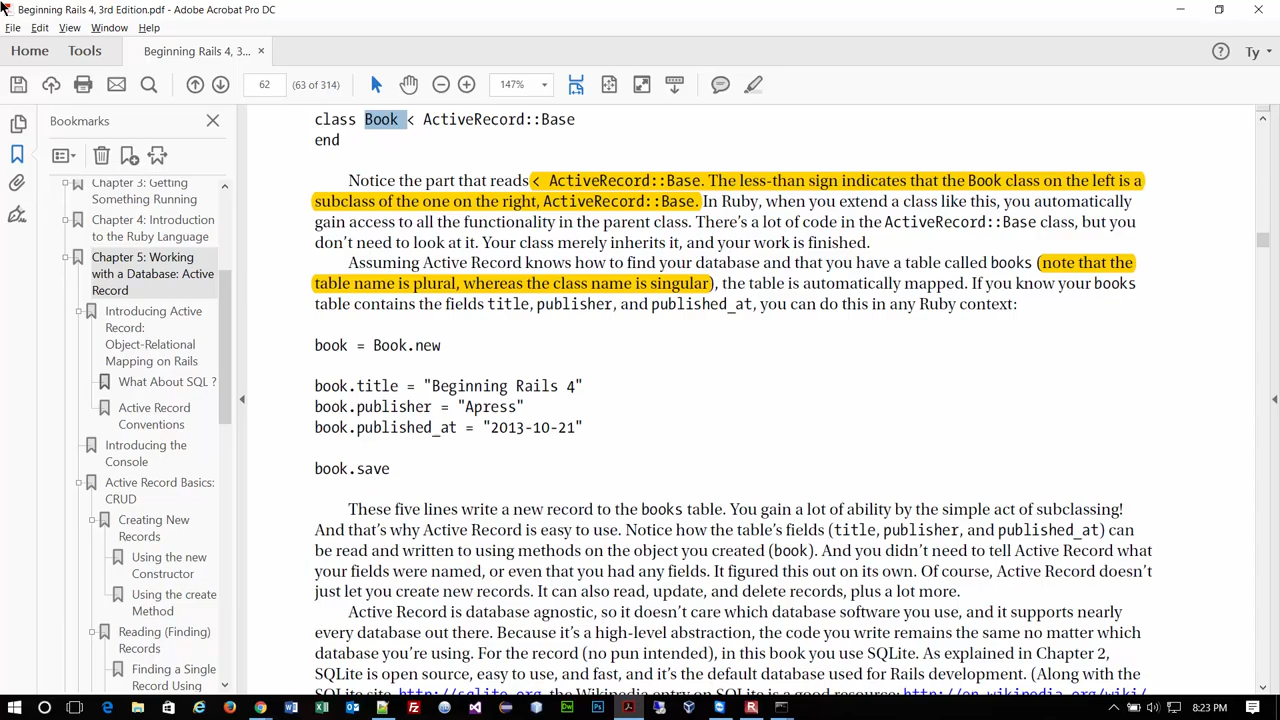 Beginning Rails 4, 3rd Edition.pdf - Adobe Acrobat Pro DC
File Edit View Window Help
Home Tools Beginning Rails 4, 3... × ? Ty
62 (63 of 314) 147%
Bookmarks
Chapter 3: Getting
Something Running
Chapter 4: Introduction
to the Ruby Language
Chapter 5: Working
with a Database: Active
Record
Introducing Active
Record:
Object-Relational
Mapping on Rails
What About SQL ?
Active Record
Conventions
Introducing the
Console
Active Record Basics:
CRUD
Creating New
Records
Using the new
Constructor
Using the create
Method
Reading (Finding)
Records
Finding a Single
Record Using
class Book < ActiveRecord::Base
end
Notice the part that reads < ActiveRecord::Base. The less-than sign indicates that the Book class on the left is a
subclass of the one on the right, ActiveRecord::Base. In Ruby, when you extend a class like this, you automatically
gain access to all the functionality in the parent class. There's a lot of code in the ActiveRecord::Base class, but you
don't need to look at it. Your class merely inherits it, and your work is finished.
Assuming Active Record knows how to find your database and that you have a table called books (note that the
table name is plural, whereas the class name is singular), the table is automatically mapped. If you know your books
table contains the fields title, publisher, and published_at, you can do this in any Ruby context:
book = Book.new
book.title = "Beginning Rails 4"
book.publisher = "Apress"
book.published_at = "2013-10-21"
book.save
These five lines write a new record to the books table. You gain a lot of ability by the simple act of subclassing!
And that's why Active Record is easy to use. Notice how the table's fields (title, publisher, and published_at) can
be read and written to using methods on the object you created (book). And you didn't need to tell Active Record what
your fields were named, or even that you had any fields. It figured this out on its own. Of course, Active Record doesn't
just let you create new records. It can also read, update, and delete records, plus a lot more.
Active Record is database agnostic, so it doesn't care which database software you use, and it supports nearly
every database out there. Because it's a high-level abstraction, the code you write remains the same no matter which
database you're using. For the record (no pun intended), in this book you use SQLite. As explained in Chapter 2,
SQLite is open source, easy to use, and fast, and it's the default database used for Rails development. (Along with the
SQLite site, http://sqlite.org, the Wikipedia entry on SQLite is a good resource: http://en.wikipedia.org/wiki/
8:23 PM